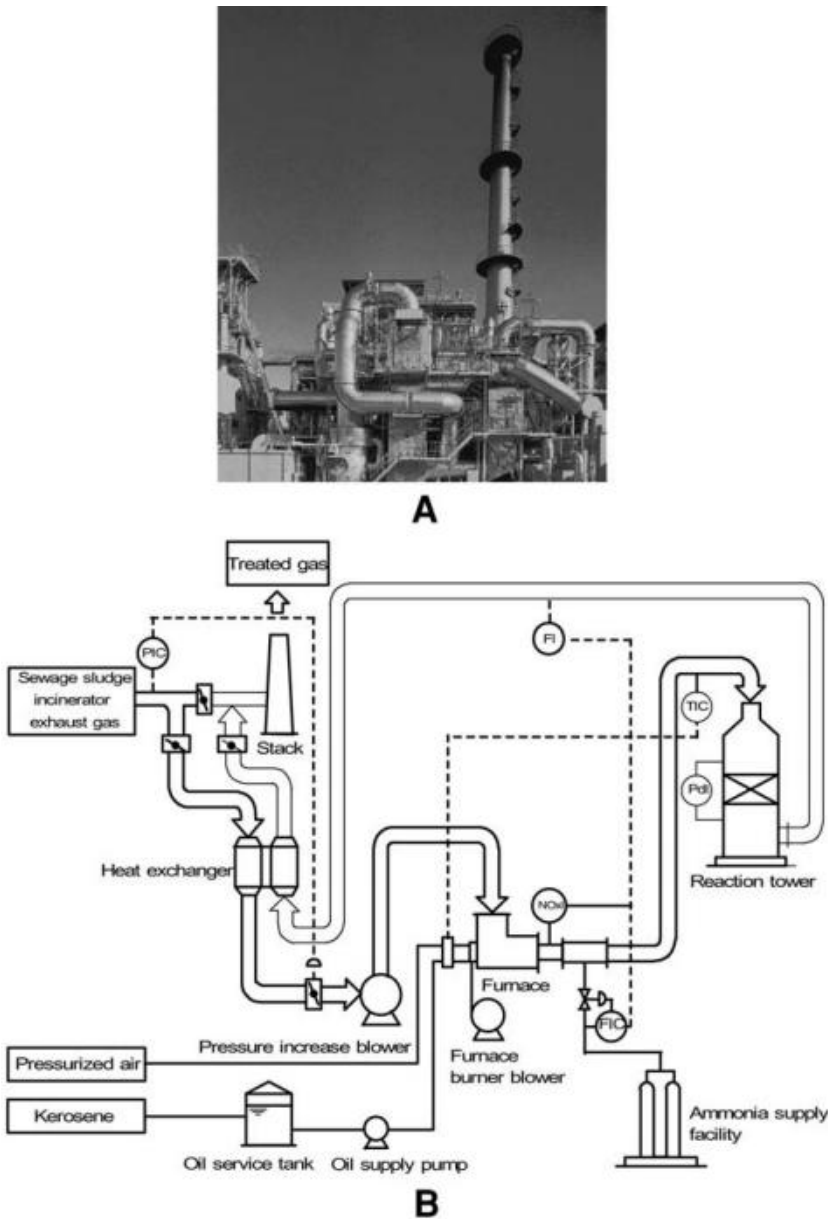 A
Treated gas
PIC
FI
Sewage sludge
incinerator
exhaust gas
TIC
Stack
PdI
Heat exchanger
Reaction tower
NOxI
Furnace
FIC
Pressure increase blower
Furnace
burner blower
Pressurized air
Kerosene
Ammonia supply
facility
Oil service tank
Oil supply pump
B